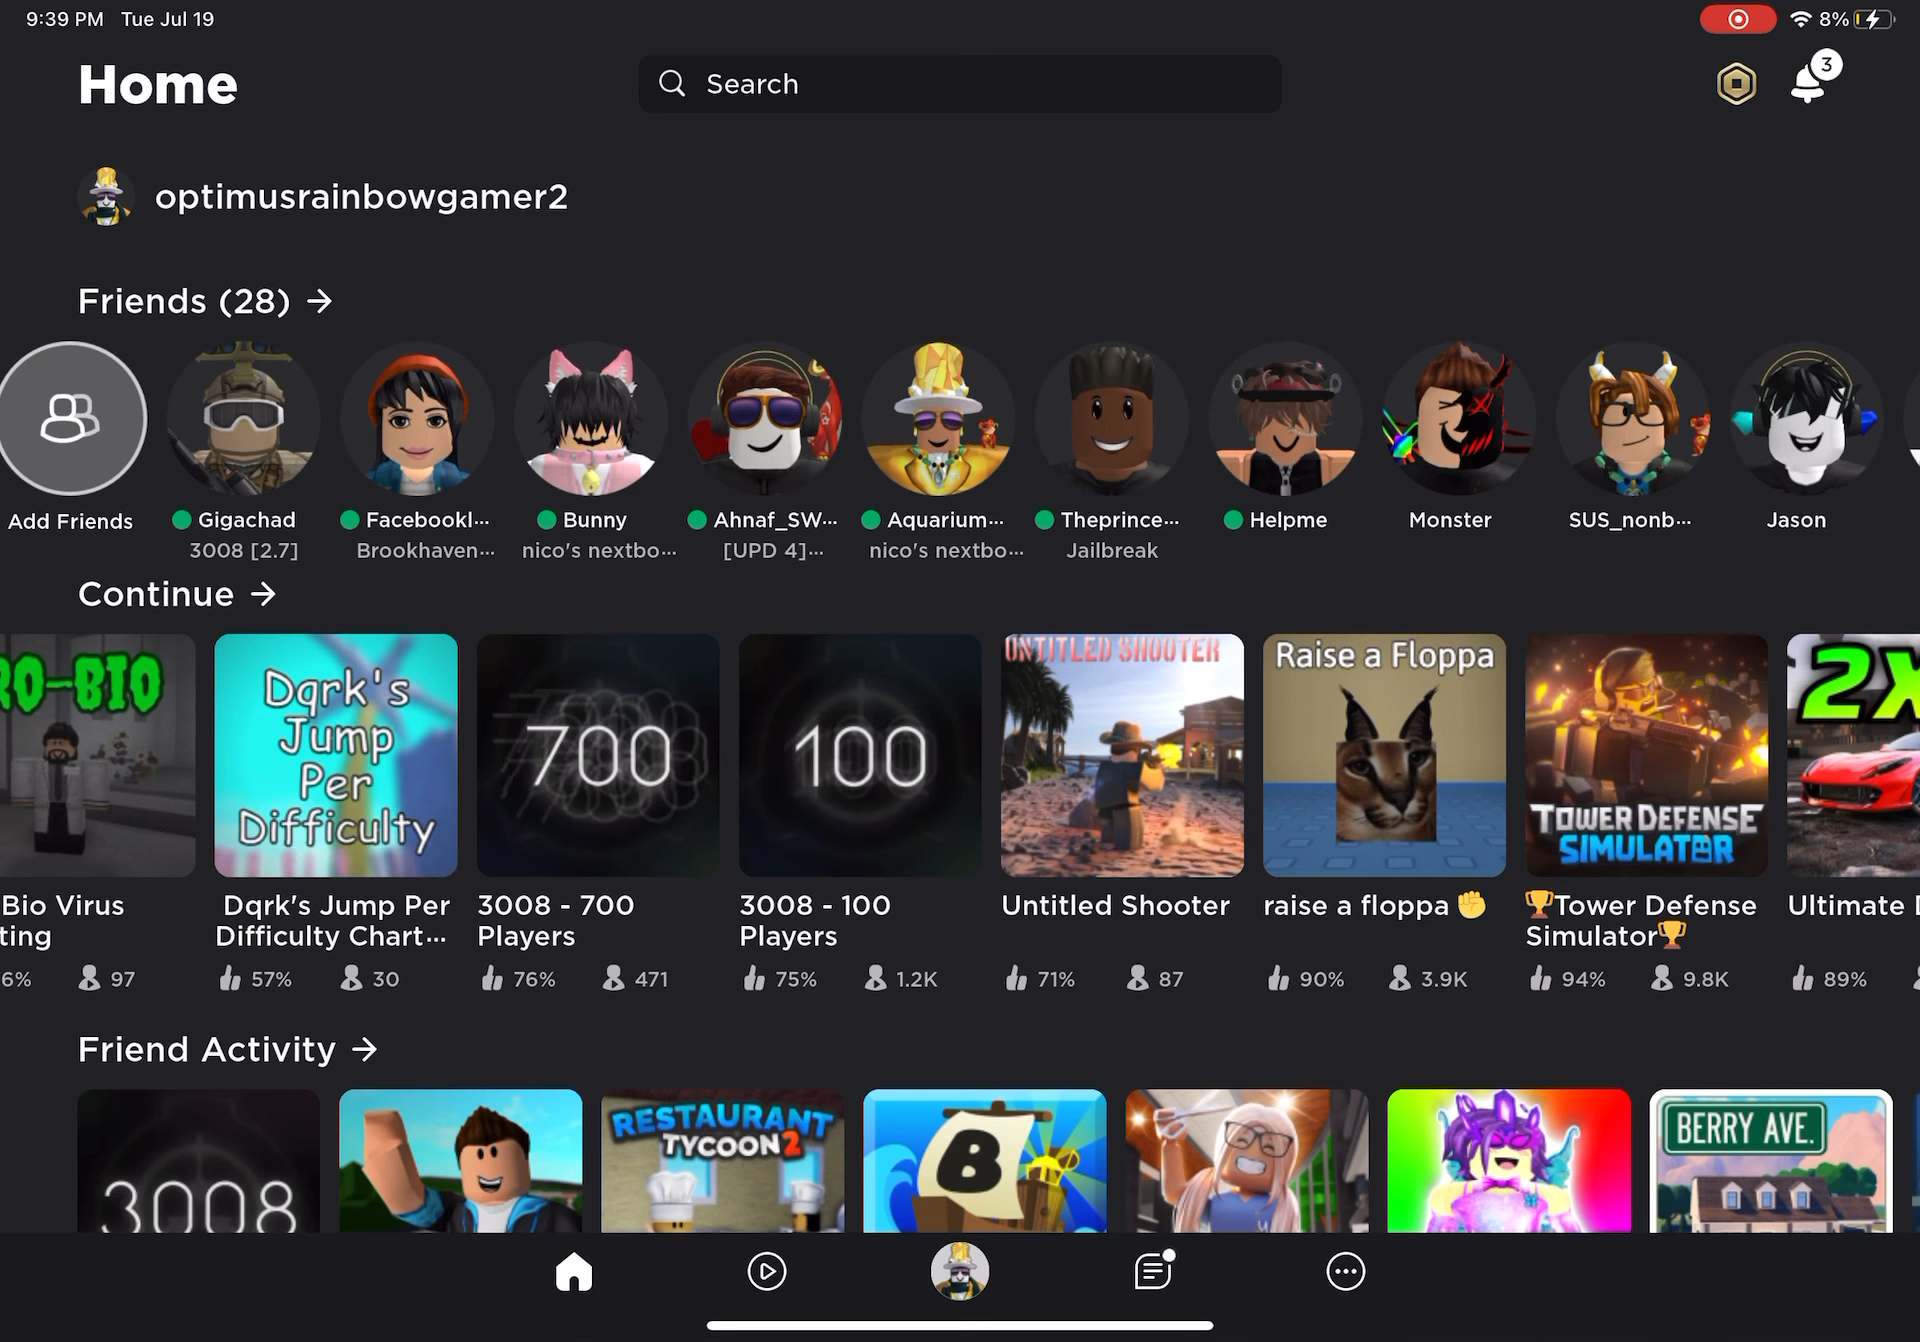 9:39 PM Tue Jul 19
8%
Home
Search
3
optimusrainbowgamer2
Friends (28) →
Add Friends
Gigachad
3008 [2.7]
Facebookl...
Brookhaven...
Bunny
nico's nextbo...
Ahnaf_SW...
[UPD 4]...
Aquarium...
nico's nextbo...
Theprince...
Jailbreak
Helpme
Monster
SUS_nonb...
Jason
Continue →
RO-BIO
Dqrk's
Jump
Per
Difficulty
700
100
UNTITLED SHOOTER
Raise a Floppa
TOWER DEFENSE
SIMULATOR
2X
Bio Virus
ting
6% 97
Dqrk's Jump Per
Difficulty Chart...
57% 30
3008 - 700
Players
76% 471
3008 - 100
Players
75% 1.2K
Untitled Shooter
71% 87
raise a floppa ✊
90% 3.9K
🏆Tower Defense
Simulator🏆
94% 9.8K
Ultimate
89%
Friend Activity →
3008
RESTAURANT
TYCOON 2
B
BERRY AVE.